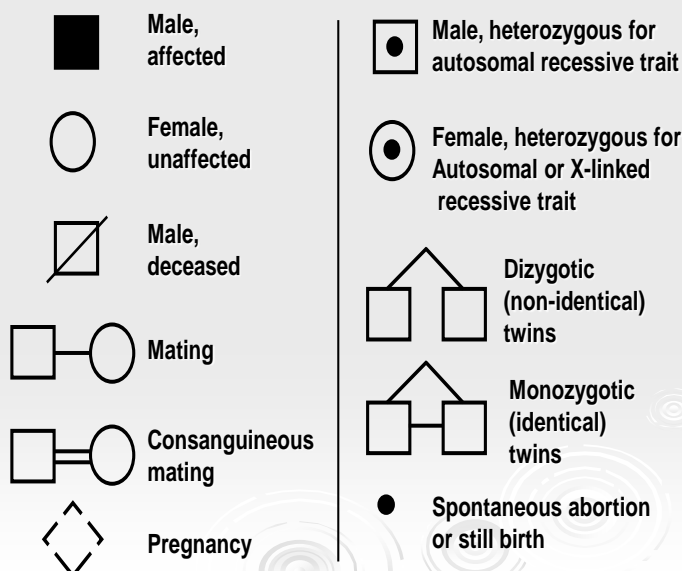 Male,
affected
Female,
unaffected
Male,
deceased
Mating
Consanguineous
mating
Pregnancy
Male, heterozygous for
autosomal recessive trait
Female, heterozygous for
Autosomal or X-linked
recessive trait
Dizygotic
(non-identical)
twins
Monozygotic
(identical)
twins
Spontaneous abortion
or still birth